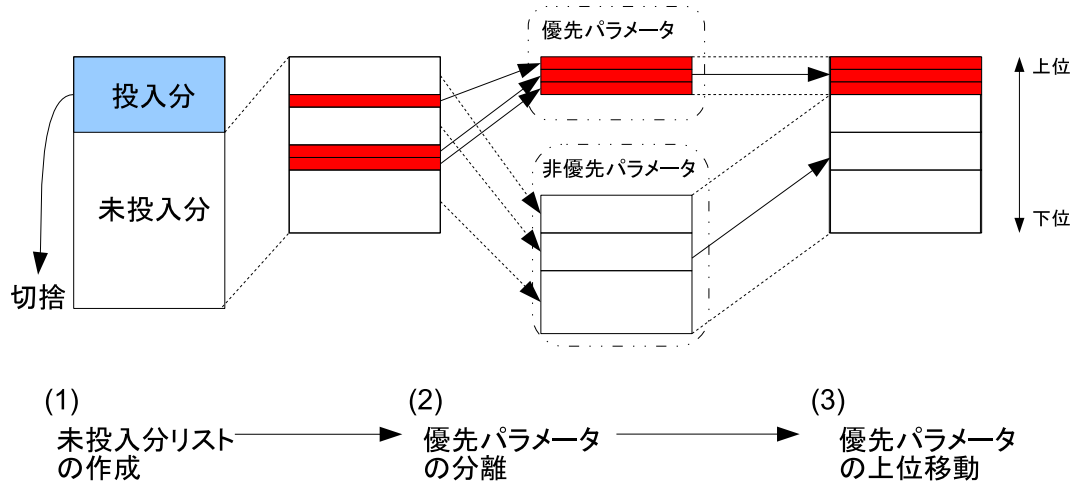 優先パラメータ
投入分
上位
非優先パラメータ
未投入分
下位
切捨
(1)
未投入分リスト
の作成
(2)
優先パラメータ
の分離
(3)
優先パラメータ
の上位移動